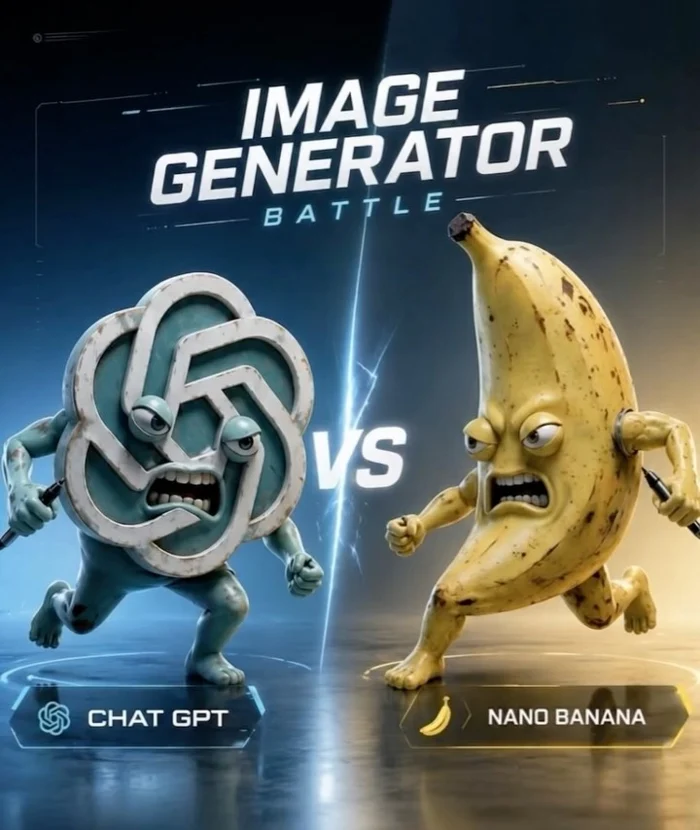 IMAGE
GENERATOR
BATTLE
VS
CHAT GPT
NANO BANANA